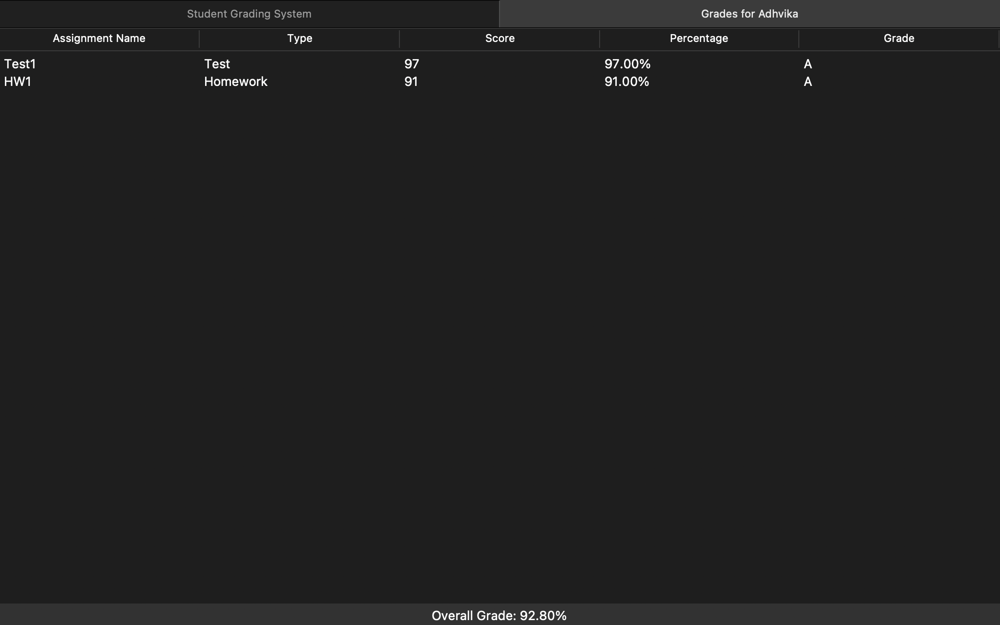 Student Grading System Grades for Adhvika
Assignment Name Type Score Percentage Grade
Test1 Test 97 97.00% A
HW1 Homework 91 91.00% A
Overall Grade: 92.80%